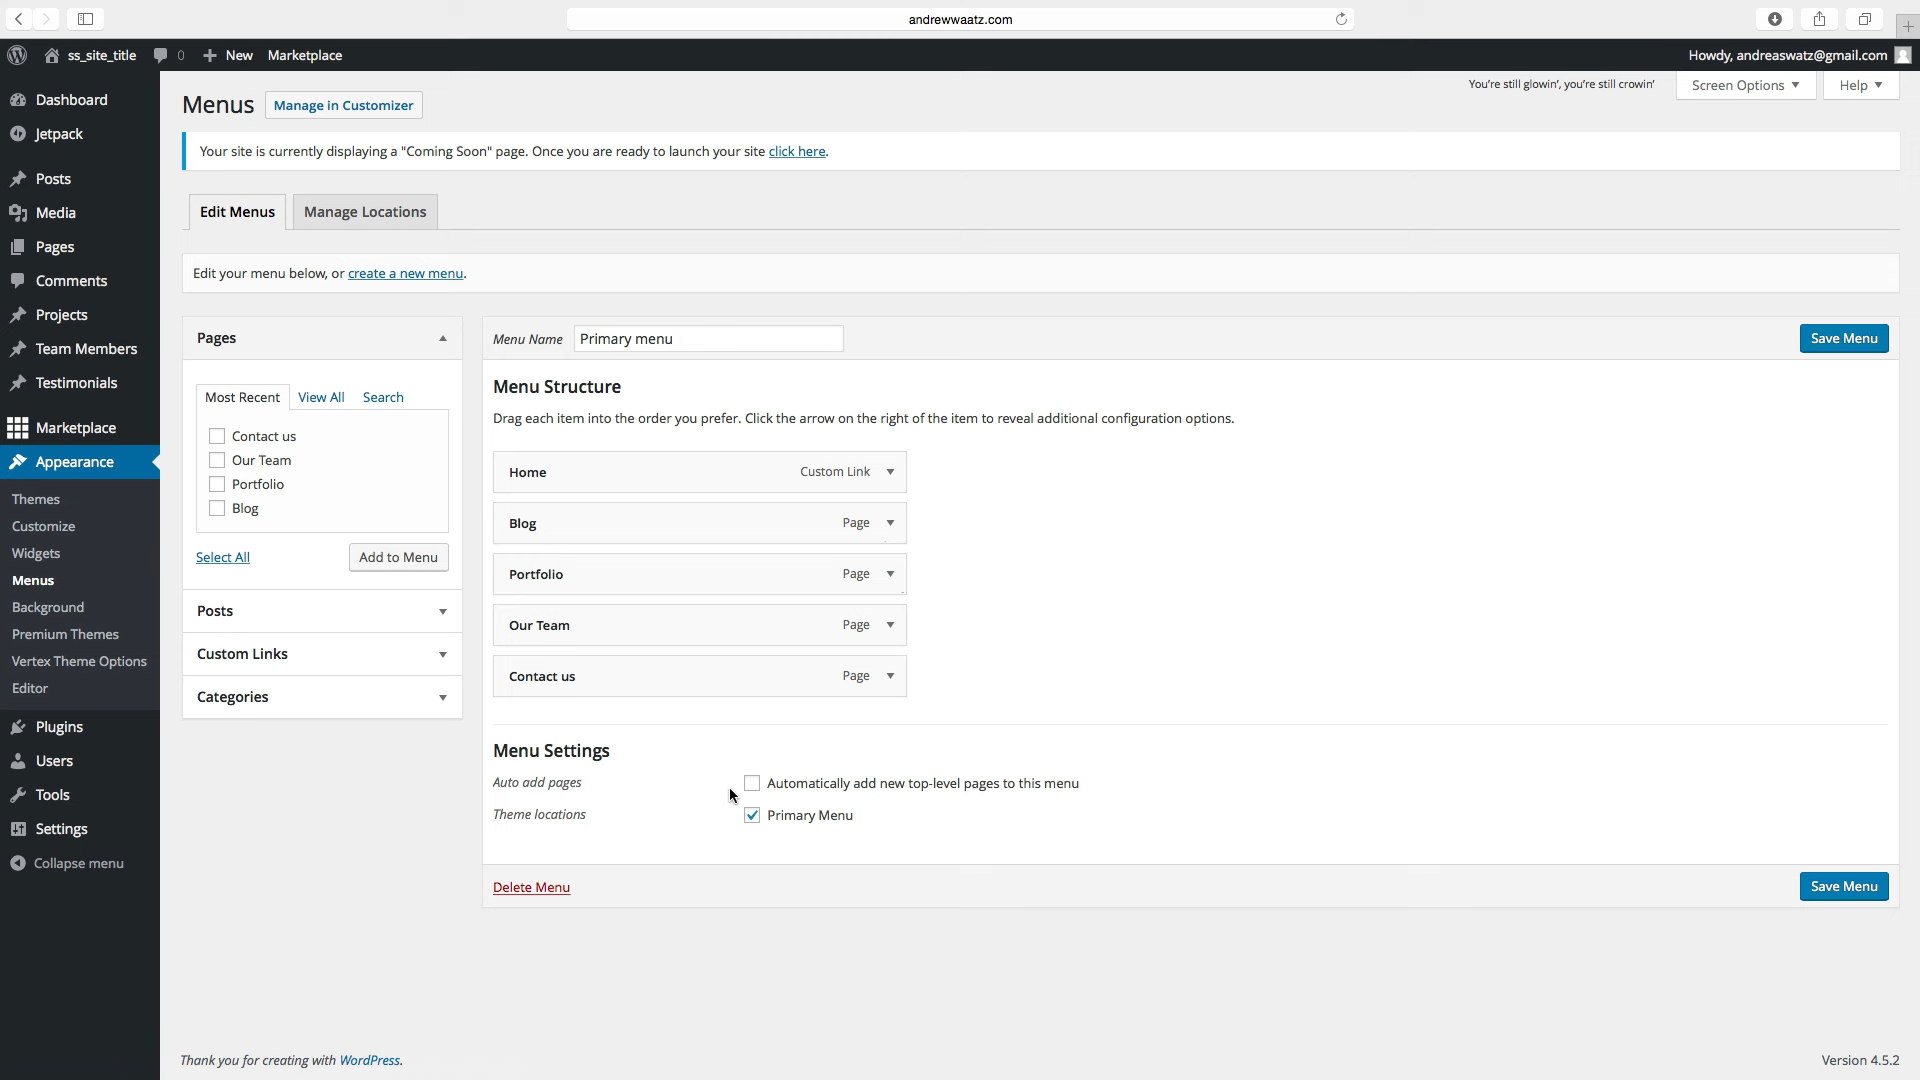 andrewwaatz.com
ss_site_title 0 New Marketplace Howdy, andreaswatz@gmail.com
Dashboard
Jetpack
Posts
Media
Pages
Comments
Projects
Team Members
Testimonials
Marketplace
Appearance
Themes
Customize
Widgets
Menus
Background
Premium Themes
Vertex Theme Options
Editor
Plugins
Users
Tools
Settings
Collapse menu
You're still glowin', you're still crowin' Screen Options Help
Menus Manage in Customizer
Your site is currently displaying a "Coming Soon" page. Once you are ready to launch your site click here.
Edit Menus Manage Locations
Edit your menu below, or create a new menu.
Pages
Most Recent View All Search
Contact us
Our Team
Portfolio
Blog
Select All Add to Menu
Posts
Custom Links
Categories
Menu Name Primary menu Save Menu
Menu Structure
Drag each item into the order you prefer. Click the arrow on the right of the item to reveal additional configuration options.
Home Custom Link
Blog Page
Portfolio Page
Our Team Page
Contact us Page
Menu Settings
Auto add pages Automatically add new top-level pages to this menu
Theme locations Primary Menu
Delete Menu Save Menu
Thank you for creating with WordPress. Version 4.5.2